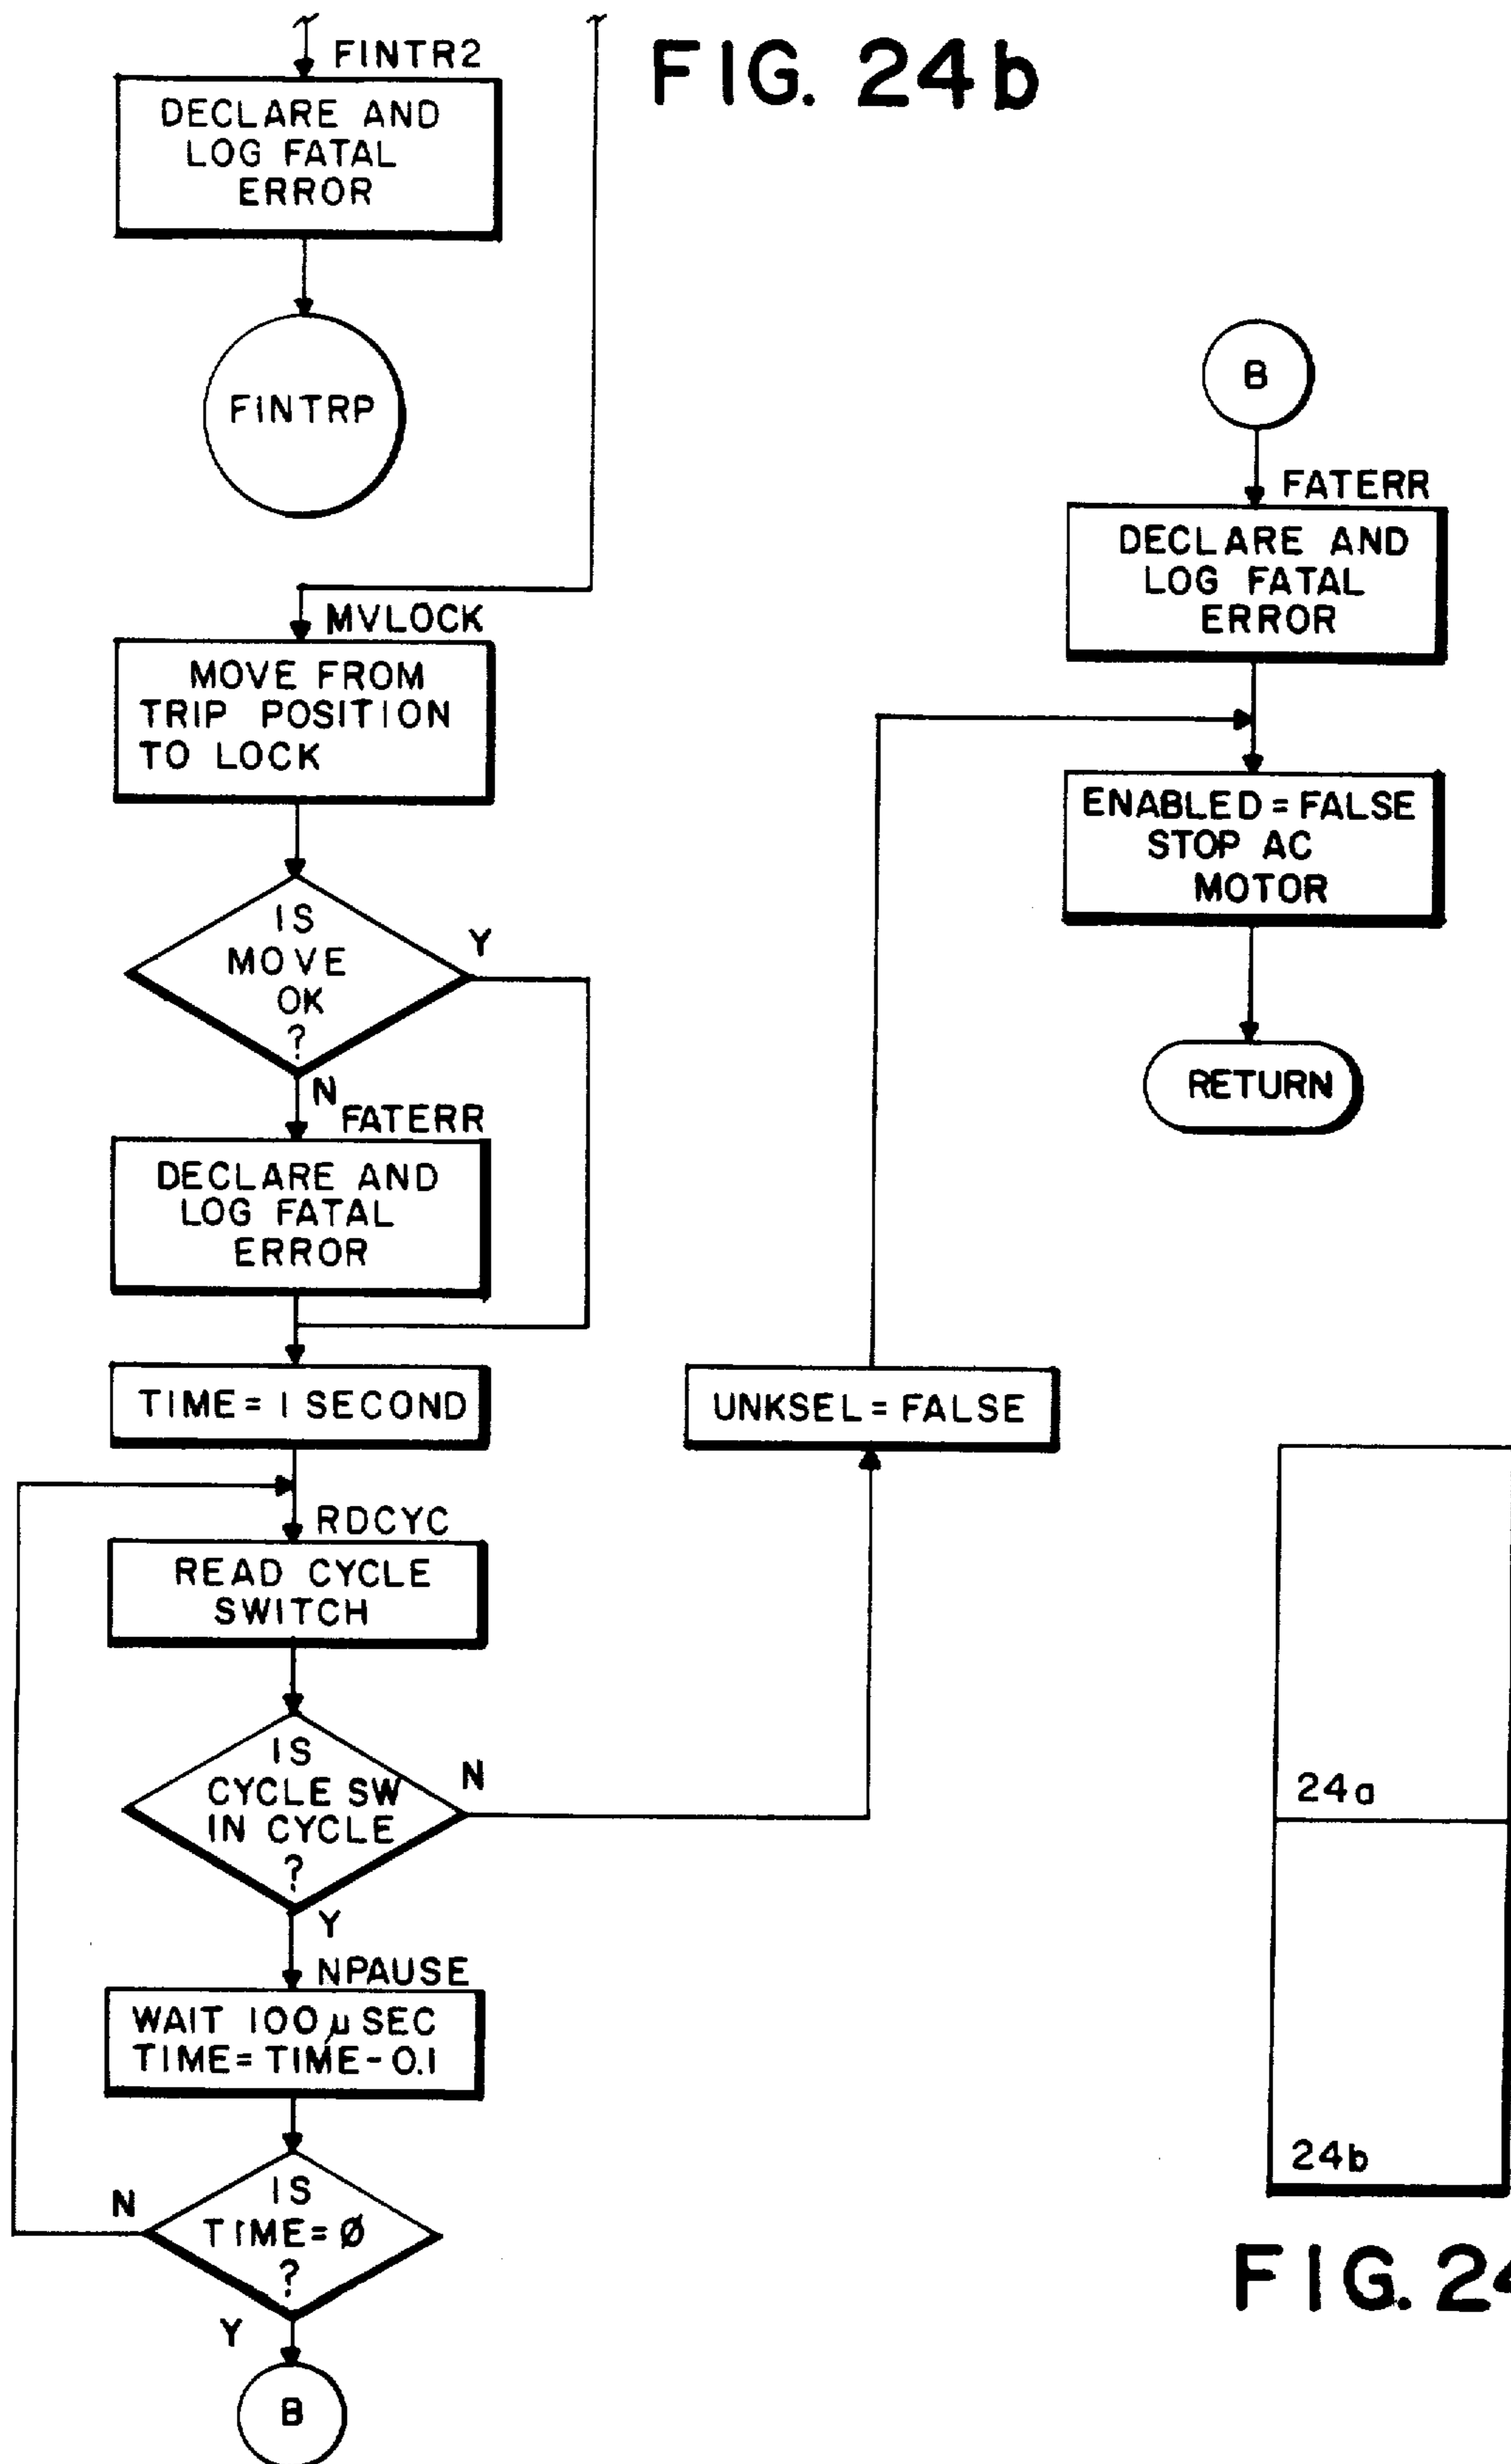 FIG. 24b
FINTR2
DECLARE AND
LOG FATAL
ERROR
FINTRP
MVLOCK
MOVE FROM
TRIP POSITION
TO LOCK
IS
MOVE
OK
?
Y
N
FATERR
DECLARE AND
LOG FATAL
ERROR
TIME = 1 SECOND
RDCYC
READ CYCLE
SWITCH
IS
CYCLE SW
IN CYCLE
?
N
Y
NPAUSE
WAIT 100 μ SEC
TIME = TIME - 0.1
IS
TIME = Ø
?
N
Y
B
UNKSEL = FALSE
B
FATERR
DECLARE AND
LOG FATAL
ERROR
ENABLED = FALSE
STOP AC
MOTOR
RETURN
24a
24b
FIG. 24